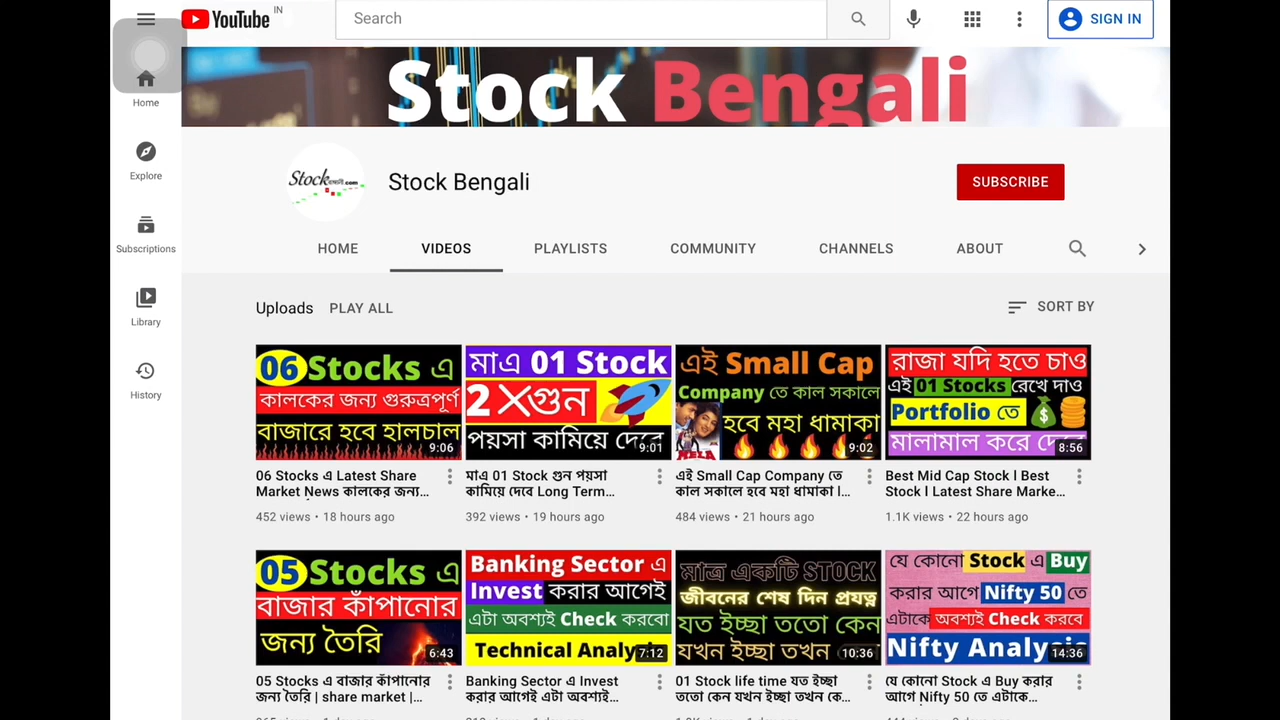 YouTube IN
Search
SIGN IN
Stock Bengali
Home
Explore
Subscriptions
Library
History
Stock Bengali
SUBSCRIBE
HOME
VIDEOS
PLAYLISTS
COMMUNITY
CHANNELS
ABOUT
Uploads
PLAY ALL
SORT BY
06 Stocks এ
কালকের জন্য গুরুত্বপূর্ণ
বাজারে হবে হালচাল
9:06
06 Stocks এ Latest Share
Market News কালকের জন্য...
452 views • 18 hours ago
মাএ 01 Stock
2 Xগুন
পয়সা কামিয়ে
9:01
মাএ 01 Stock গুন পয়সা
কামিয়ে দেবে Long Term...
392 views • 19 hours ago
এই Small Cap
Company তে কাল সকালে
হবে মহা ধামাকা
MELA
9:02
এই Small Cap Company তে
কাল সকালে হবে মহা ধামাকা l...
484 views • 21 hours ago
রাজা যদি হতে চাও
এই 01 Stocks রেখে দাও
Portfolio তে
মালামাল করে
8:56
Best Mid Cap Stock l Best
Stock l Latest Share Marke...
1.1K views • 22 hours ago
05 Stocks এ
বাজার কাঁপানোর
জন্য তৈরি
6:43
05 Stocks এ বাজার কাঁপানোর
জন্য তৈরি | share market |...
Banking Sector এ
Invest করার আগেই
এটা অবশ্যই Check করবো
Technical Analy
7:12
Banking Sector এ Invest
করার আগেই এটা অবশ্যই...
মাত্র একটি STOCK
জীবনের শেষ দিন প্রযত্ন
যত ইচ্ছা ততো কেন
যখন ইচ্ছা তখন
10:36
01 Stock life time যত ইচ্ছা
ততো কেন যখন ইচ্ছা তখন কে...
যে কোনো Stock এ Buy
করার আগে Nifty 50 তে
এটাকে অবশ্যই Check করবে
Nifty Analysis
14:36
যে কোনো Stock এ Buy করার
আগে Nifty 50 তে এটাকে...